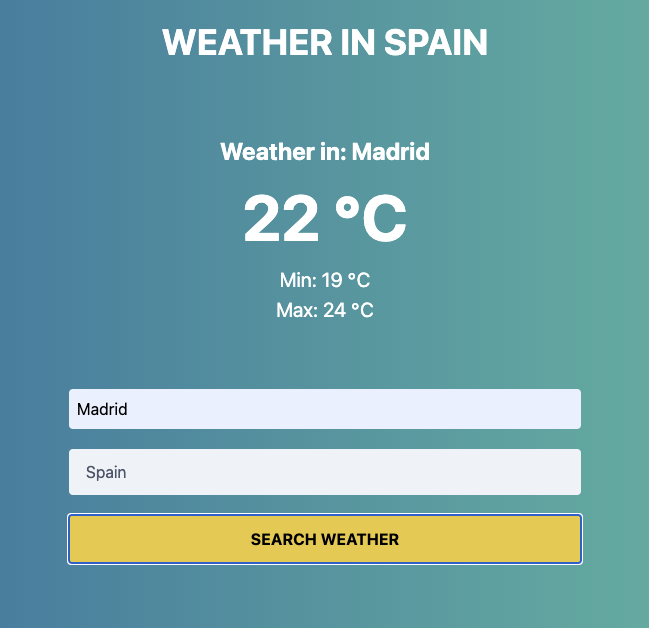 WEATHER IN SPAIN
Weather in: Madrid
22 °C
Min: 19 °C
Max: 24 °C
Madrid
Spain
SEARCH WEATHER